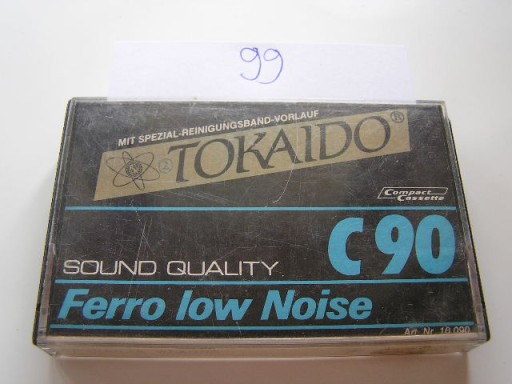 99
MIT SPEZIAL-REINIGUNGSBAND-VORLAUF
TOKAIDO®
Compact
Cassette
C 90
SOUND QUALITY
Ferro low Noise
Art. Nr. 10 090